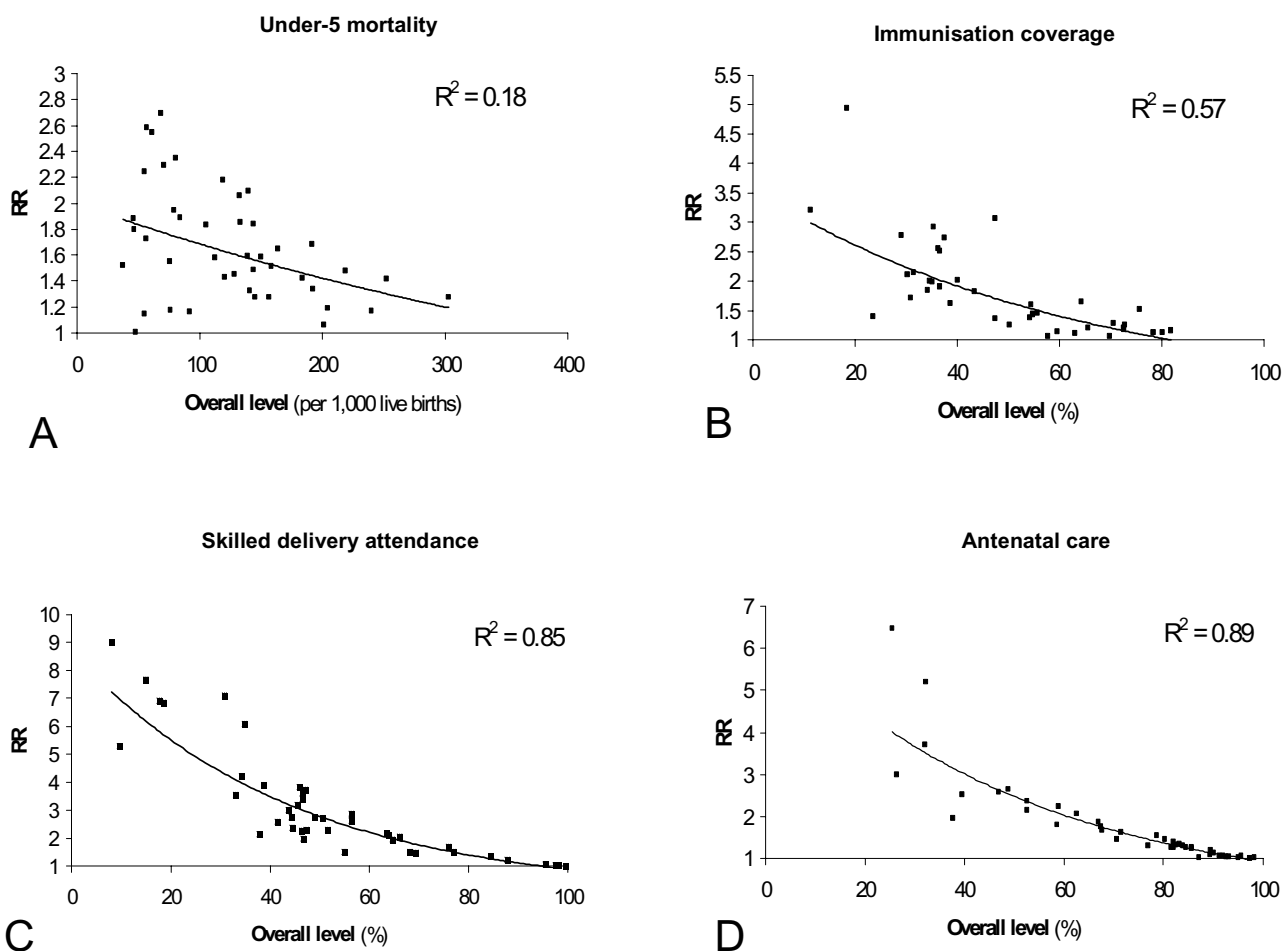 Under-5 mortality
R² = 0.18
3
2.8
2.6
2.4
2.2
2
1.8
1.6
1.4
1.2
1
RR
0 100 200 300 400
Overall level (per 1,000 live births)
A
Immunisation coverage
R² = 0.57
5.5
5
4.5
4
3.5
3
2.5
2
1.5
1
RR
0 20 40 60 80 100
Overall level (%)
B
Skilled delivery attendance
R² = 0.85
10
9
8
7
6
5
4
3
2
1
RR
0 20 40 60 80 100
Overall level (%)
C
Antenatal care
R² = 0.89
7
6
5
4
3
2
1
RR
0 20 40 60 80 100
Overall level (%)
D